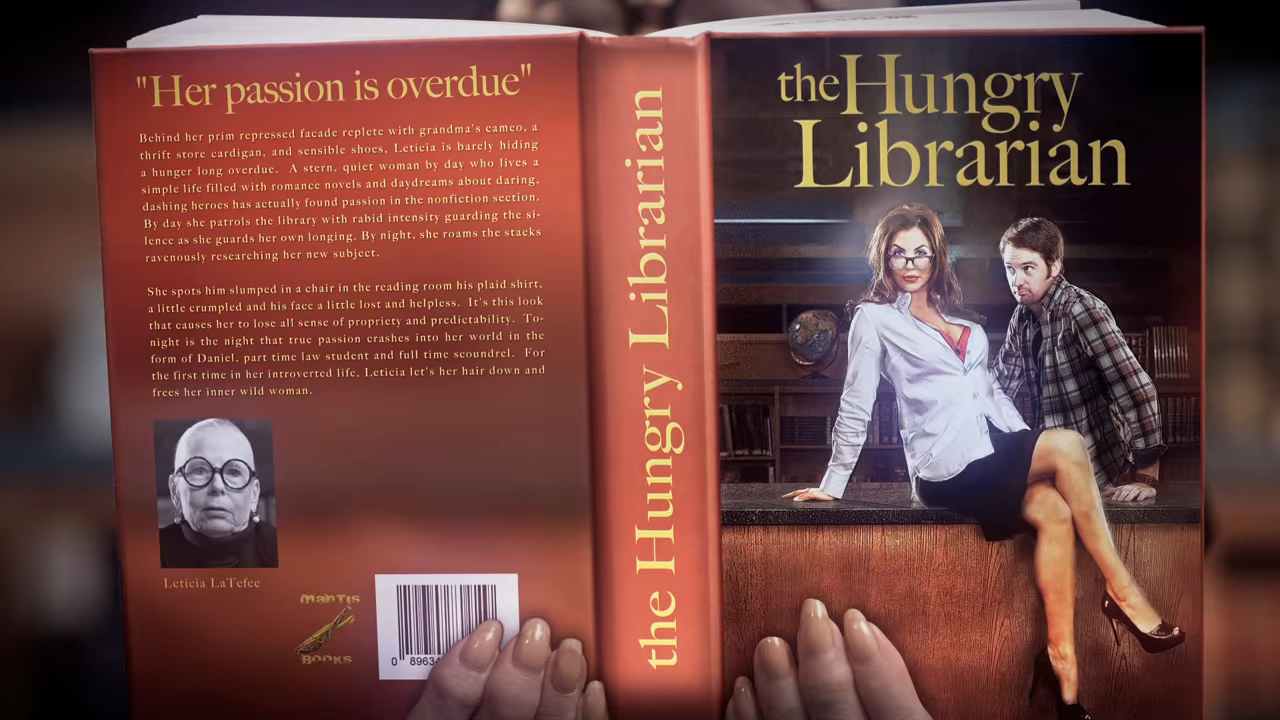 "Her passion is overdue"
Behind her prim repressed facade replete with grandma's cameo, a
thrift store cardigan, and sensible shoes, Leticia is barely hiding
a hunger long overdue. A stern, quiet woman by day who lives a
simple life filled with romance novels and daydreams about daring,
dashing heroes has actually found passion in the nonfiction section.
By day she patrols the library with rabid intensity guarding the si-
lence as she guards her own longing. By night, she roams the stacks
ravenously researching her new subject.
She spots him slumped in a chair in the reading room his plaid shirt,
a little crumpled and his face a little lost and helpless. It's this look
that causes her to lose all sense of propriety and predictability. To-
night is the night that true passion crashes into her world in the
form of Daniel, part time law student and full time scoundrel. For
the first time in her introverted life, Leticia let's her hair down and
frees her inner wild woman.
Leticia LaTefee
MANTIS
BOOKS
0 8963
the Hungry Librarian
the Hungry
Librarian